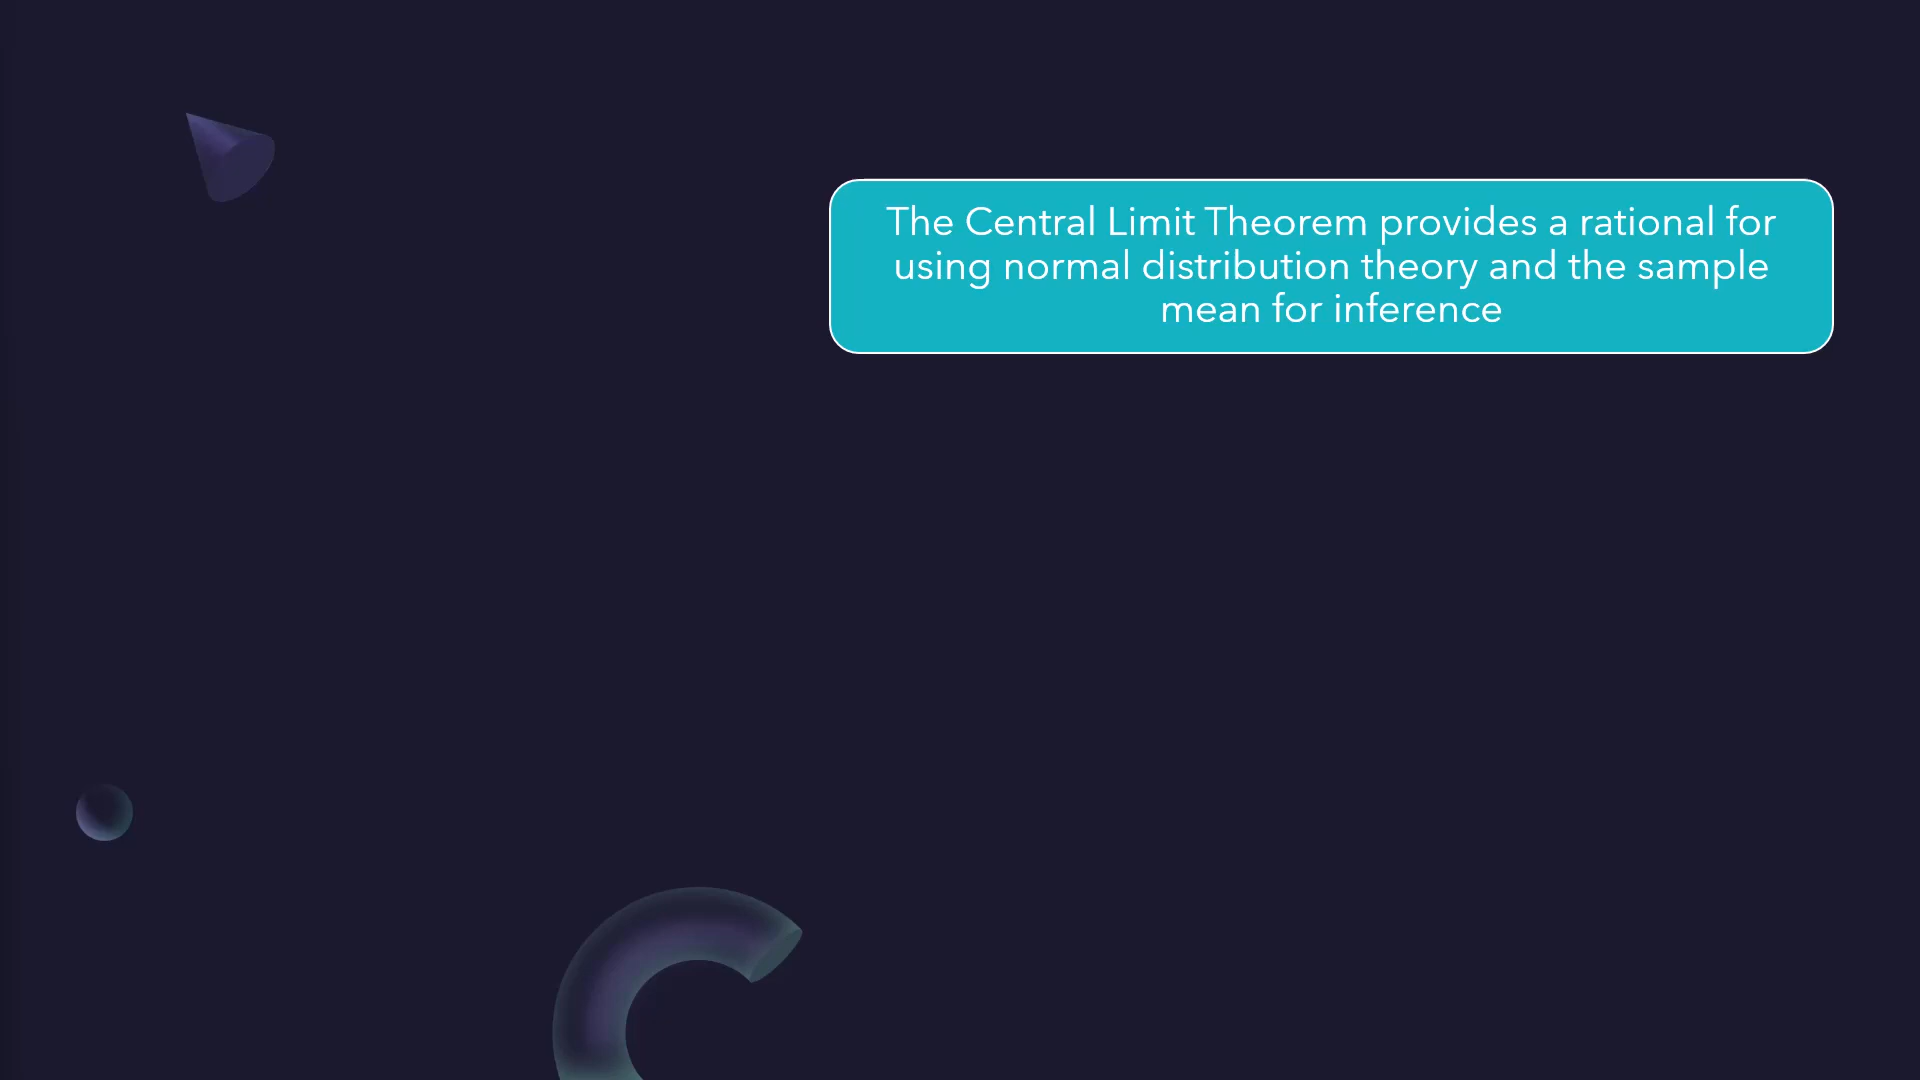 The Central Limit Theorem provides a rational for
using normal distribution theory and the sample
mean for inference